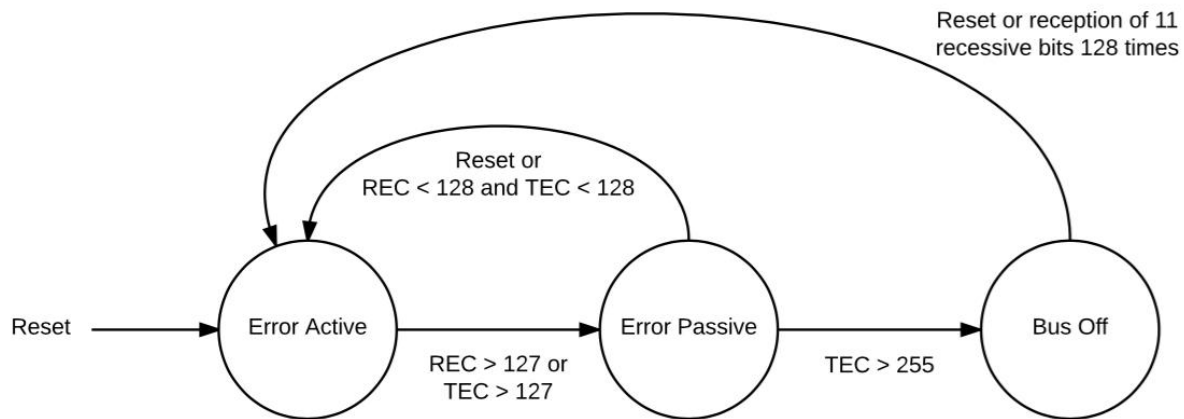 Reset or reception of 11
recessive bits 128 times
Reset or
REC < 128 and TEC < 128
Reset
Error Active
Error Passive
Bus Off
REC > 127 or
TEC > 127
TEC > 255